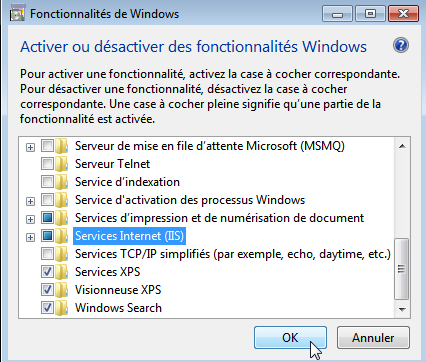 Fonctionnalités de Windows
Activer ou désactiver des fonctionnalités Windows
Pour activer une fonctionnalité, activez la case à cocher correspondante.
Pour désactiver une fonctionnalité, désactivez la case à cocher
correspondante. Une case à cocher pleine signifie qu'une partie de la
fonctionnalité est activée.
Serveur de mise en file d'attente Microsoft (MSMQ)
Serveur Telnet
Service d'indexation
Service d'activation des processus Windows
Services d'impression et de numérisation de document
Services Internet (IIS)
Services TCP/IP simplifiés (par exemple, echo, daytime, etc.)
Services XPS
Visionneuse XPS
Windows Search
OK
Annuler